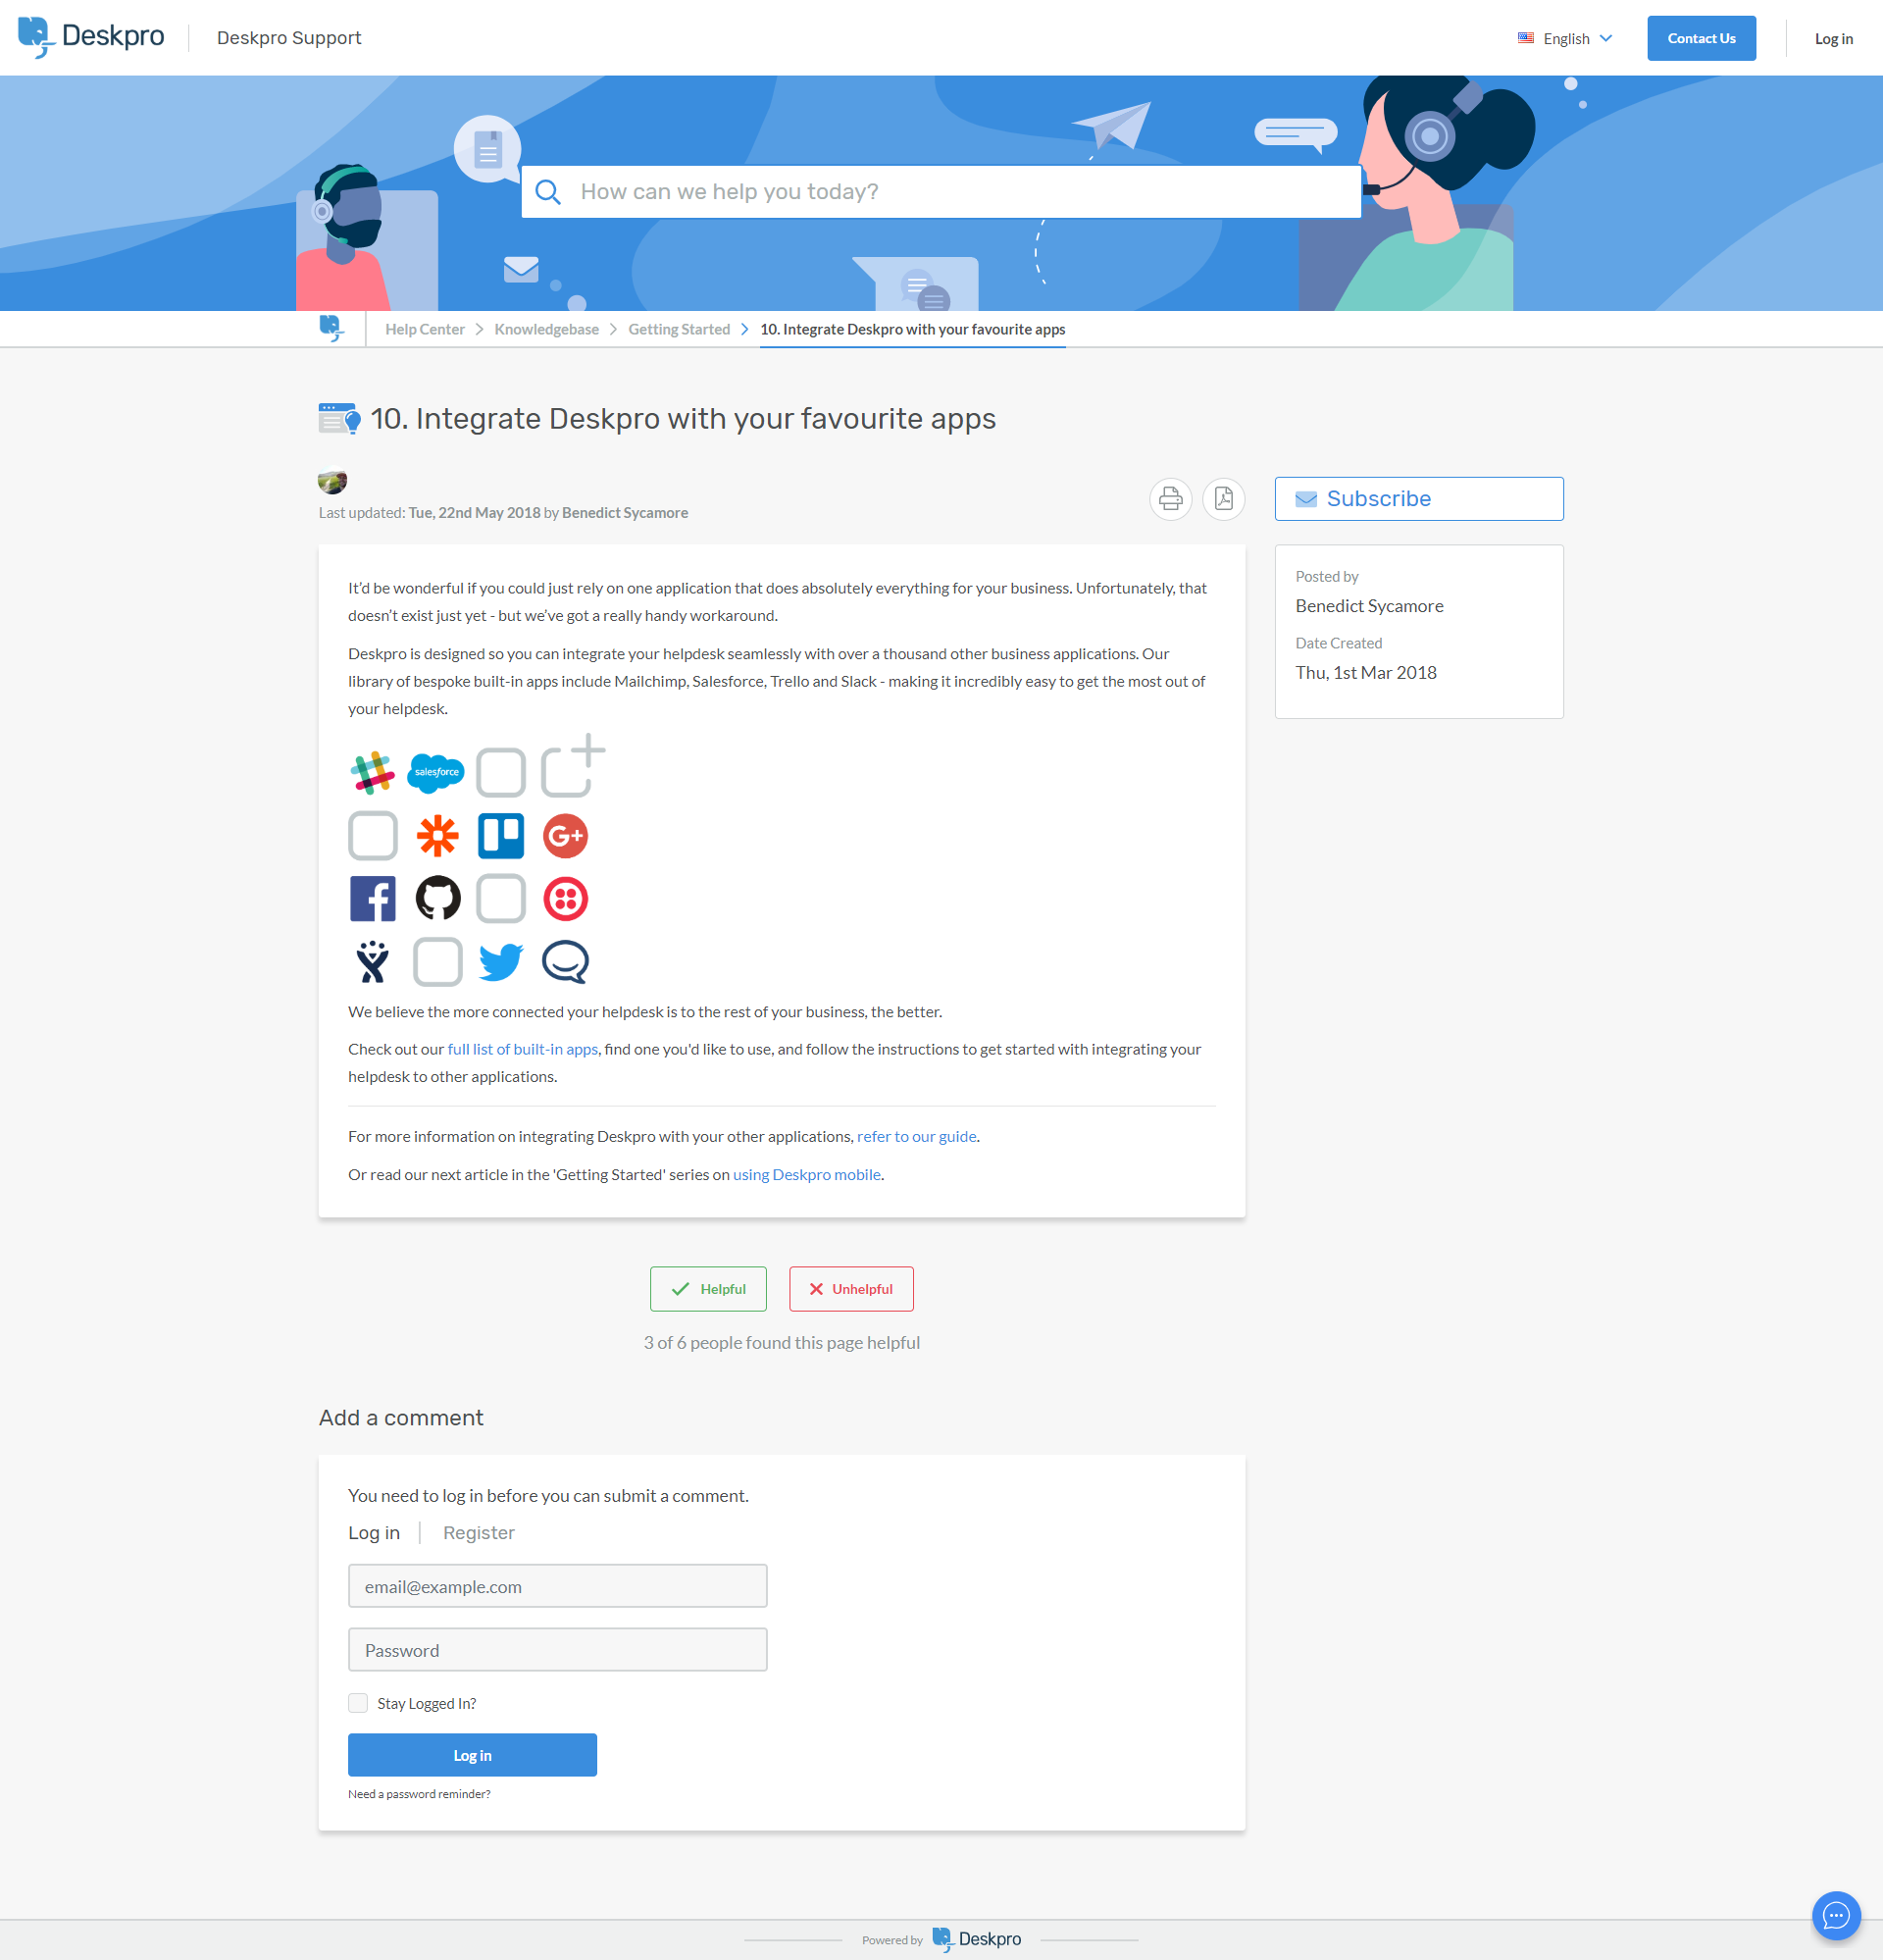 Deskpro
Deskpro Support
English
Contact Us
Log in
How can we help you today?
Help Center
Knowledgebase
Getting Started
10. Integrate Deskpro with your favourite apps
10. Integrate Deskpro with your favourite apps
Last updated: Tue, 22nd May 2018 by Benedict Sycamore
Subscribe
Posted by
Benedict Sycamore
Date Created
Thu, 1st Mar 2018
It’d be wonderful if you could just rely on one application that does absolutely everything for your business. Unfortunately, that
doesn’t exist just yet - but we’ve got a really handy workaround.
Deskpro is designed so you can integrate your helpdesk seamlessly with over a thousand other business applications. Our
library of bespoke built-in apps include Mailchimp, Salesforce, Trello and Slack - making it incredibly easy to get the most out of
your helpdesk.
salesforce
G+
We believe the more connected your helpdesk is to the rest of your business, the better.
Check out our full list of built-in apps, find one you'd like to use, and follow the instructions to get started with integrating your
helpdesk to other applications.
For more information on integrating Deskpro with your other applications, refer to our guide.
Or read our next article in the 'Getting Started' series on using Deskpro mobile.
Helpful
Unhelpful
3 of 6 people found this page helpful
Add a comment
You need to log in before you can submit a comment.
Log in
Register
email@example.com
Password
Stay Logged In?
Log in
Need a password reminder?
Powered by Deskpro